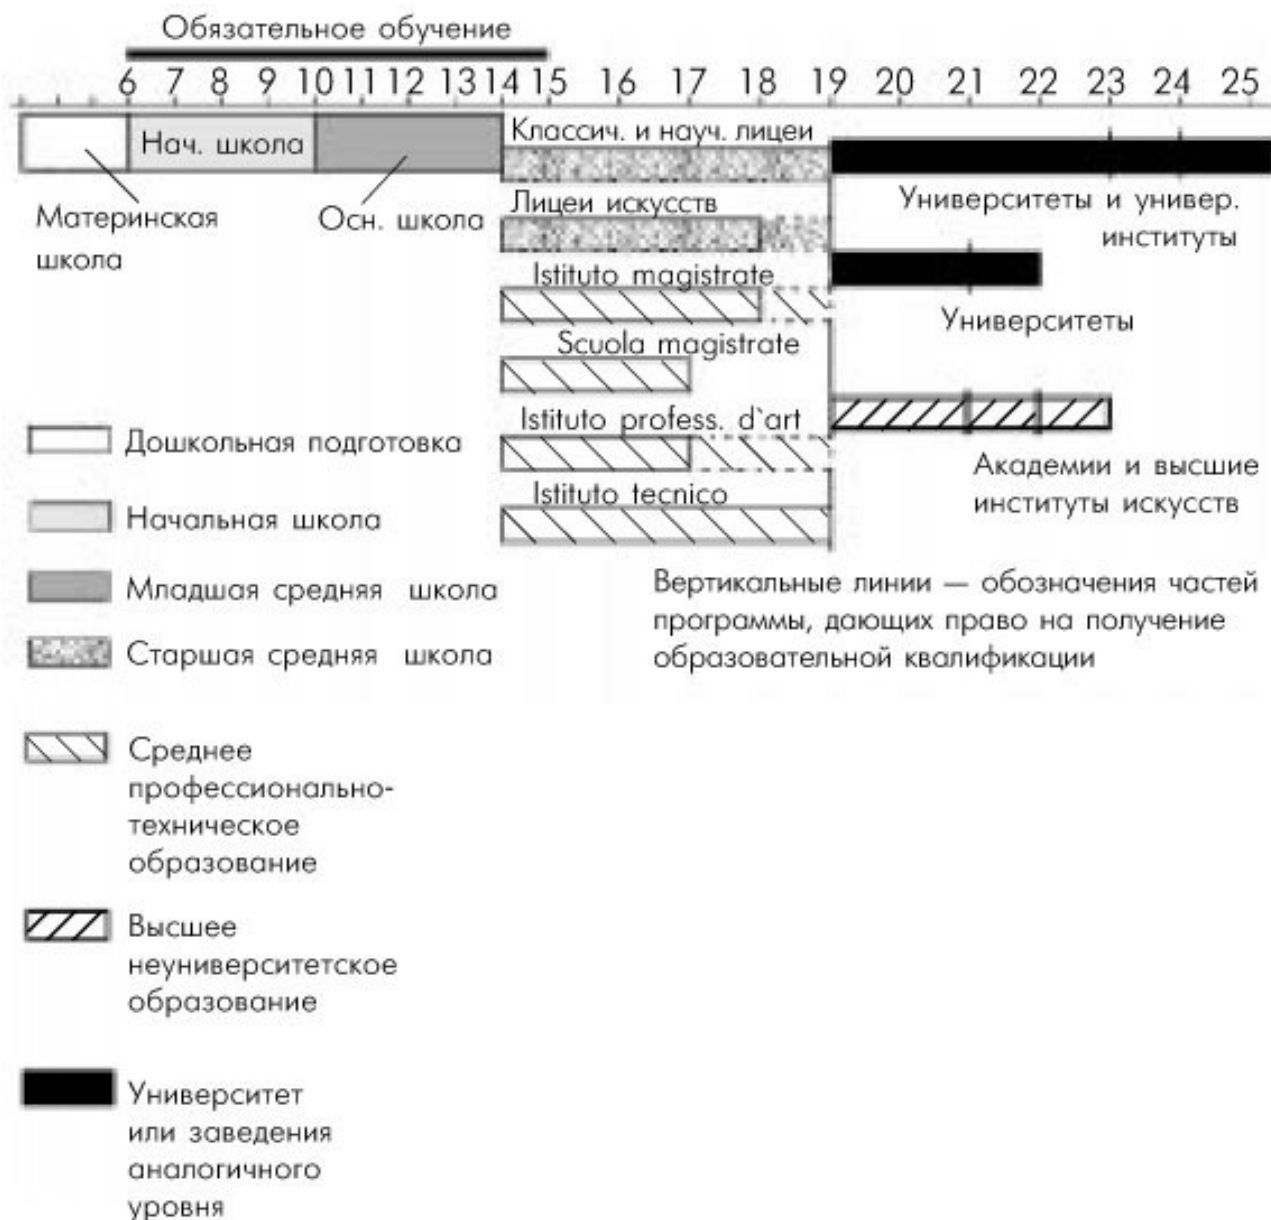 Обязательное обучение
6 7 8 9 10 11 12 13 14 15 16 17 18 19 20 21 22 23 24 25
Нач. школа
Материнская
школа
Осн. школа
Классич. и науч. лицеи
Лицеи искусств
Istituto magistrate
Scuola magistrate
Istituto profess. d`art
Istituto tecnico
Университеты и универ.
институты
Университеты
Академии и высшие
институты искусств
Вертикальные линии — обозначения частей
программы, дающих право на получение
образовательной квалификации
Дошкольная подготовка
Начальная школа
Младшая средняя школа
Старшая средняя школа
Среднее
профессионально-
техническое
образование
Высшее
неуниверситетское
образование
Университет
или заведения
аналогичного
уровня